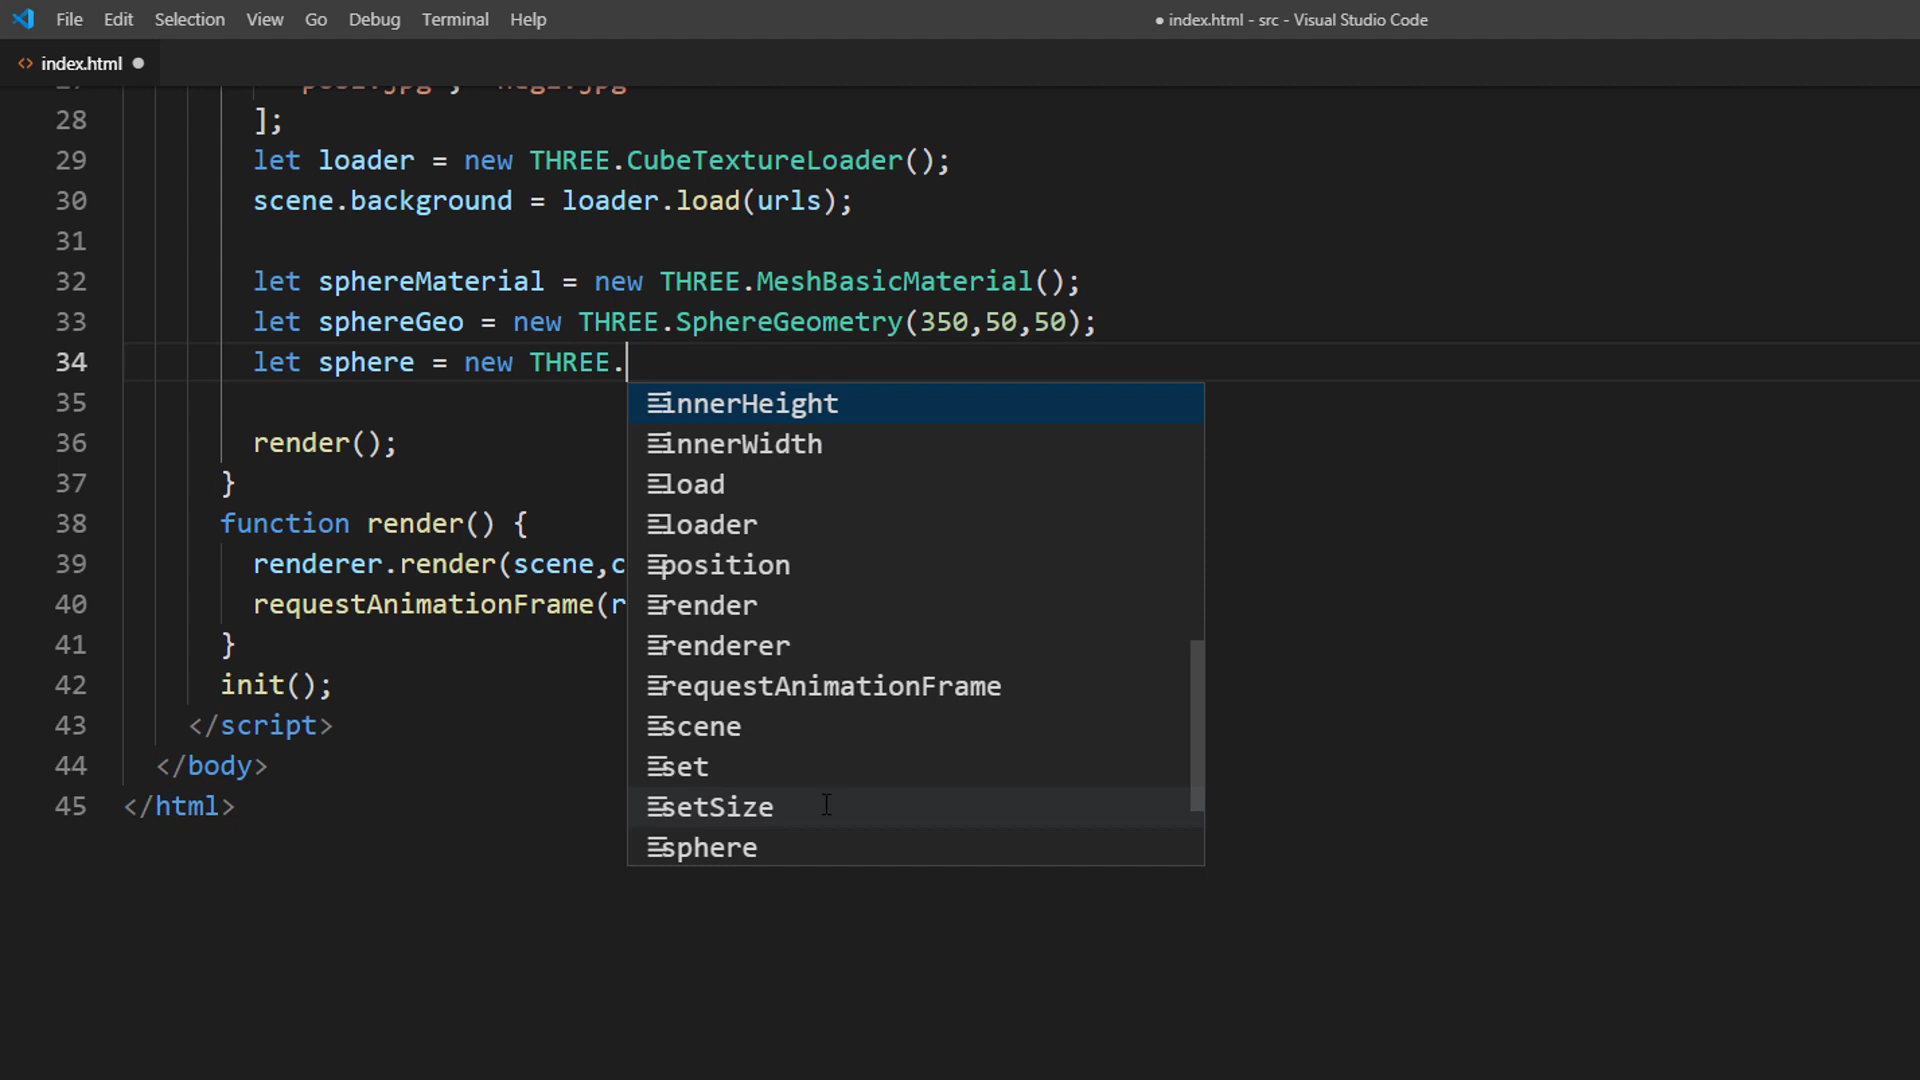 File Edit Selection View Go Debug Terminal Help ● index.html - src - Visual Studio Code
<> index.html ●
28 ];
29 let loader = new THREE.CubeTextureLoader();
30 scene.background = loader.load(urls);
31
32 let sphereMaterial = new THREE.MeshBasicMaterial();
33 let sphereGeo = new THREE.SphereGeometry(350,50,50);
34 let sphere = new THREE.
35 innerHeight
36 render(); innerWidth
37 } load
38 function render() { loader
39 renderer.render(scene,c position
40 requestAnimationFrame(r render
41 } renderer
42 init(); requestAnimationFrame
43 </script> scene
44 </body> set
45 </html> setSize
sphere